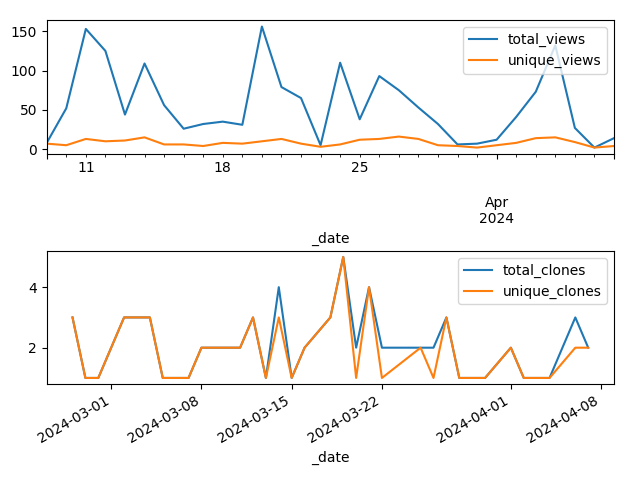 150
100
50
0
total_views
unique_views
11
18
25
Apr
2024
_date
4
2
total_clones
unique_clones
2024-03-01
2024-03-08
2024-03-15
2024-03-22
2024-04-01
2024-04-08
_date